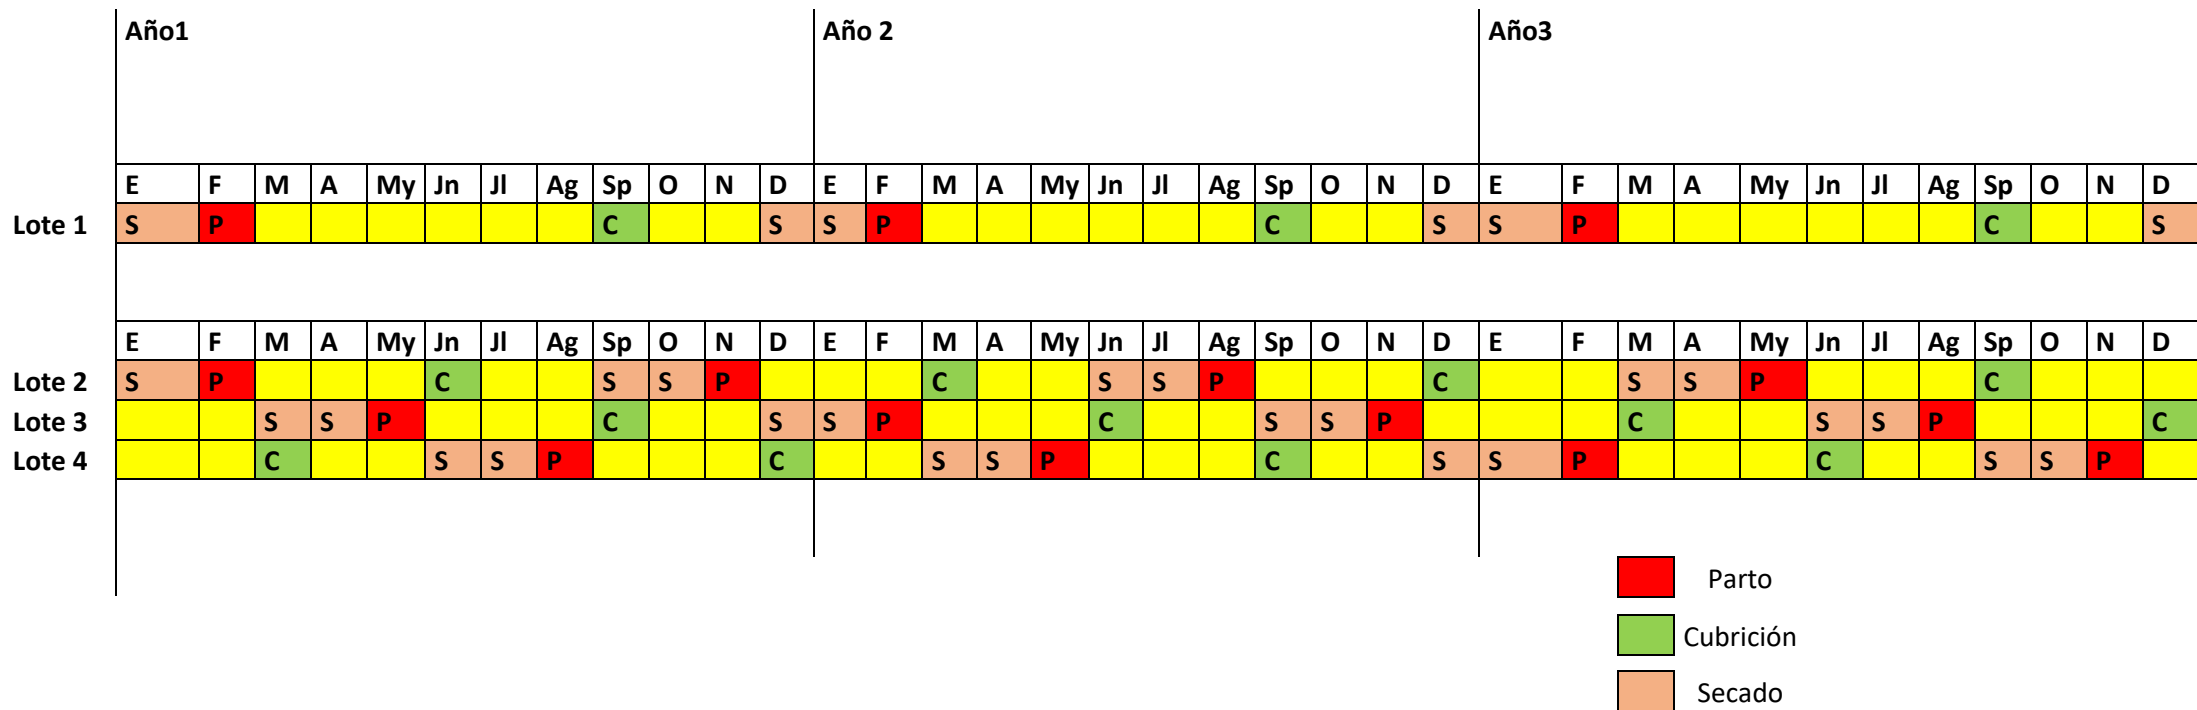 Año1 Año 2 Año3
E F M A My Jn Jl Ag Sp O N D E F M A My Jn Jl Ag Sp O N D E F M A My Jn Jl Ag Sp O N D
Lote 1 S P C S S P C S S P C S
E F M A My Jn Jl Ag Sp O N D E F M A My Jn Jl Ag Sp O N D E F M A My Jn Jl Ag Sp O N D
Lote 2 S P C S S P C S S P C S S P C
Lote 3 S S P C S S P C S S P C S S P C
Lote 4 C S S P C S S P C S S P C S S P
Parto
Cubrición
Secado